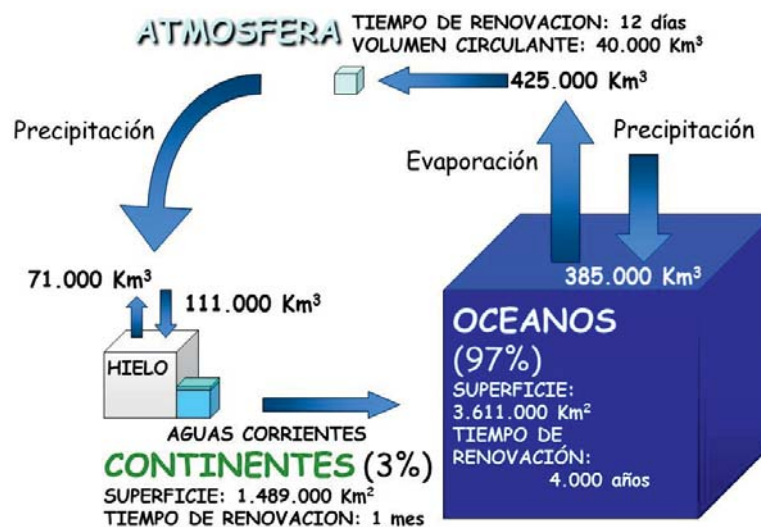 ATMOSFERA
TIEMPO DE RENOVACION: 12 días
VOLUMEN CIRCULANTE: 40.000 Km³
425.000 Km³
Precipitación
Evaporación
Precipitación
71.000 Km³
111.000 Km³
385.000 Km³
HIELO
OCEANOS
(97%)
SUPERFICIE:
3.611.000 Km²
TIEMPO DE
RENOVACIÓN:
4.000 años
AGUAS CORRIENTES
CONTINENTES (3%)
SUPERFICIE: 1.489.000 Km²
TIEMPO DE RENOVACION: 1 mes